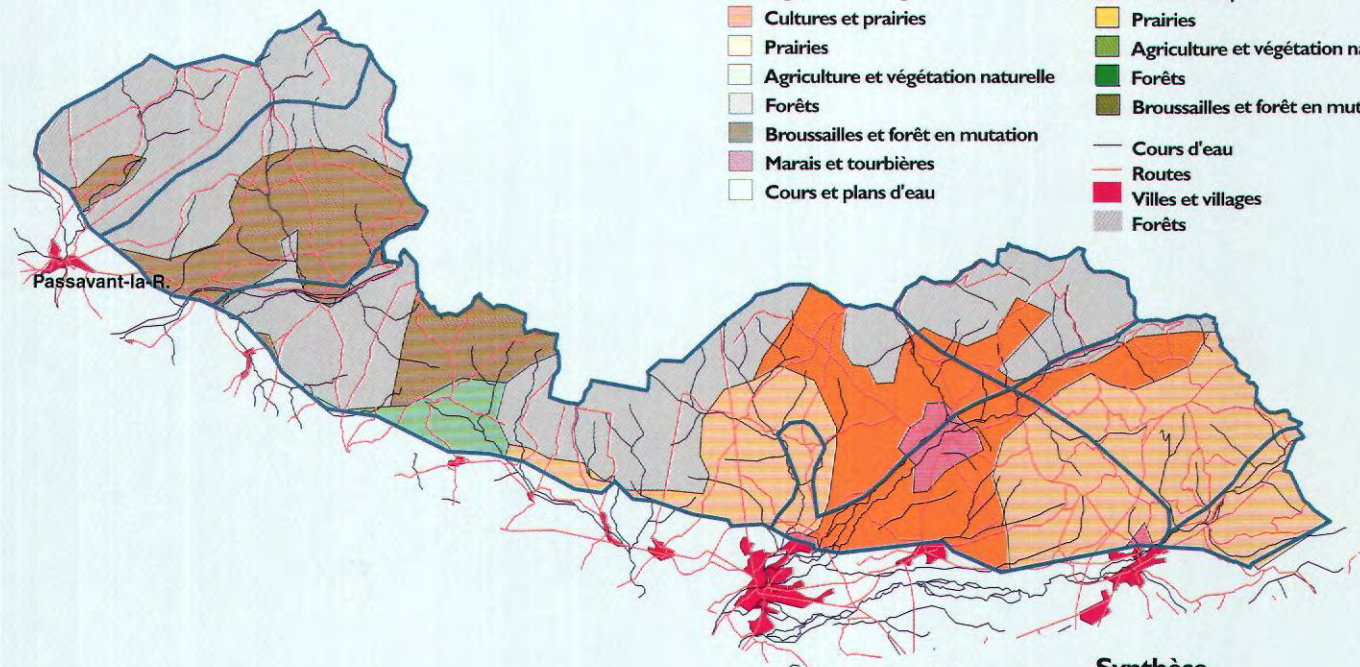 Cultures et prairies
Prairies
Agriculture et végétation naturelle
Forêts
Broussailles et forêt en mutation
Marais et tourbières
Cours et plans d'eau
Prairies
Agriculture et végétation na
Forêts
Broussailles et forêt en mut
Cours d'eau
Routes
Villes et villages
Forêts
Passavant-la-R.
Synthèse